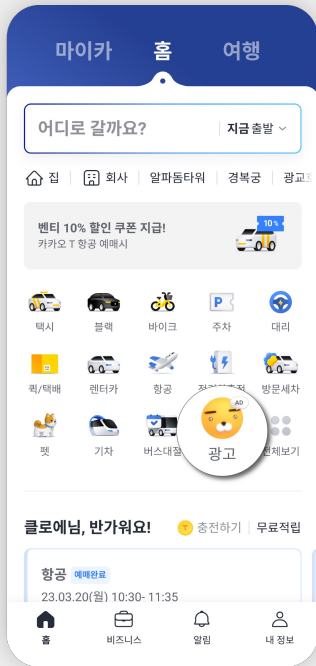 마이카 홈 여행
어디로 갈까요? 지금 출발
집 회사 알파돔타워 경복궁 광교
벤티 10% 할인 쿠폰 지급!
카카오 T 항공 예매시
10%
택시 블랙 바이크 주차 대리
P
퀵/택배 렌터카 항공 방문세차
AD
펫 기차 버스대절 광고 전체보기
클로에님, 반가워요! T 충전하기 무료적립
항공 예매완료
23.03.20(월) 10:30- 11:35
홈 비즈니스 알림 내 정보